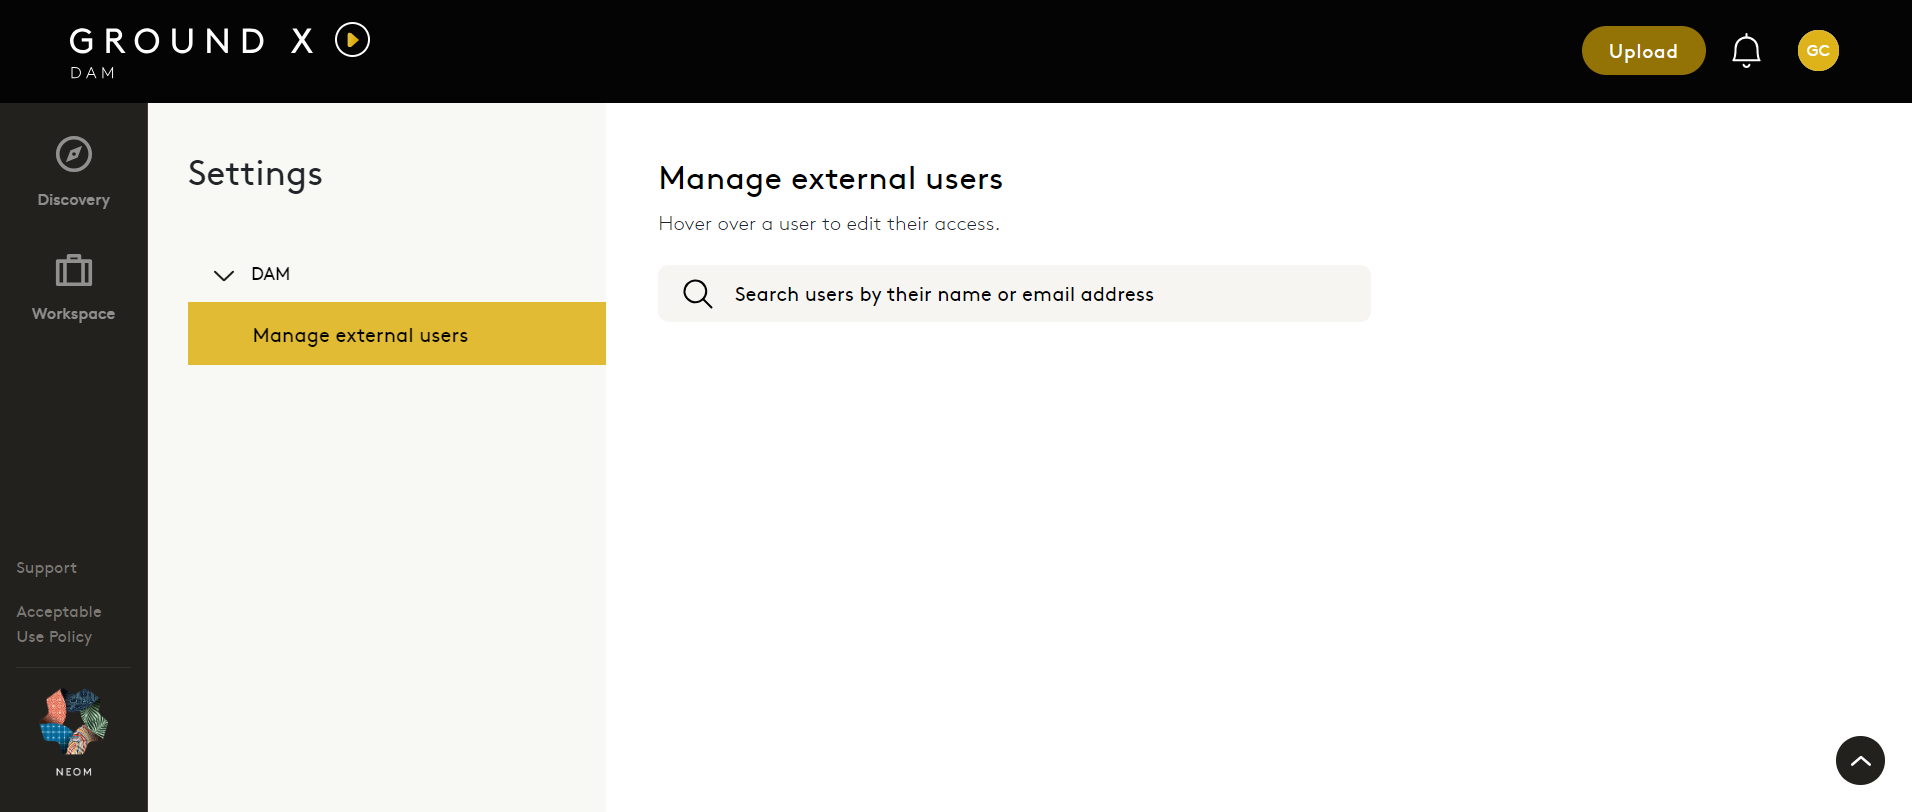 GROUND X
DAM
Upload
GC
Discovery
Workspace
Support
Acceptable
Use Policy
NEOM
Settings
DAM
Manage external users
Manage external users
Hover over a user to edit their access.
Search users by their name or email address